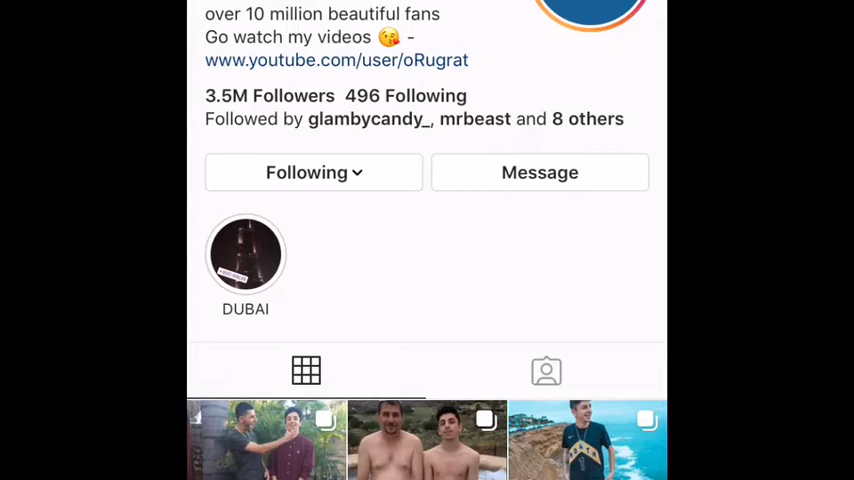 over 10 million beautiful fans
Go watch my videos 😘 -
www.youtube.com/user/oRugrat
3.5M Followers 496 Following
Followed by glambycandy_, mrbeast and 8 others
Following Message
DUBAI